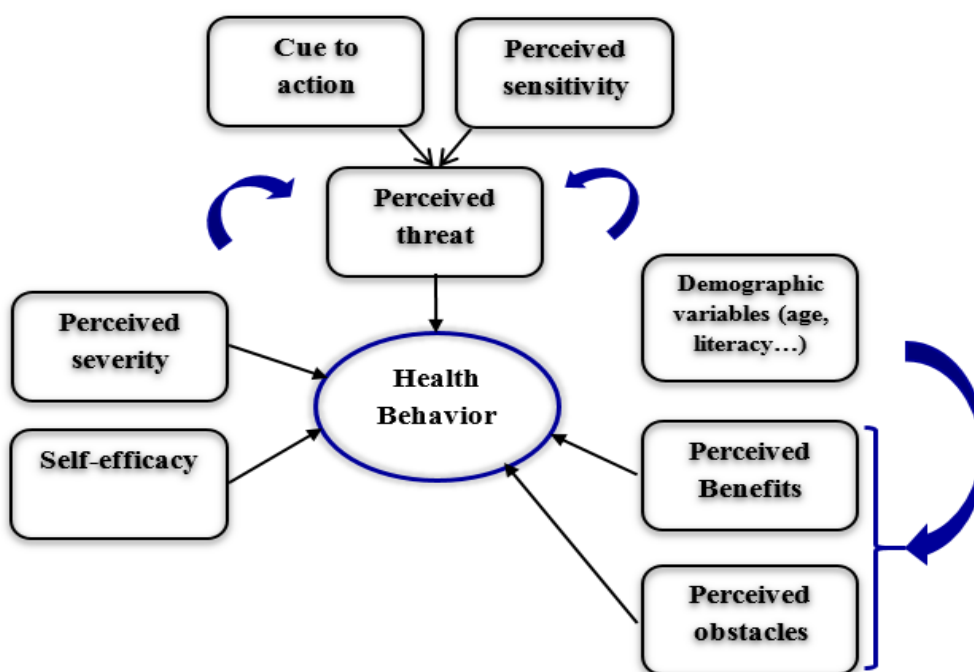 Cue to
action
Perceived
sensitivity
Perceived
threat
Demographic
variables (age,
literacy…)
Perceived
severity
Health
Behavior
Self-efficacy
Perceived
Benefits
Perceived
obstacles